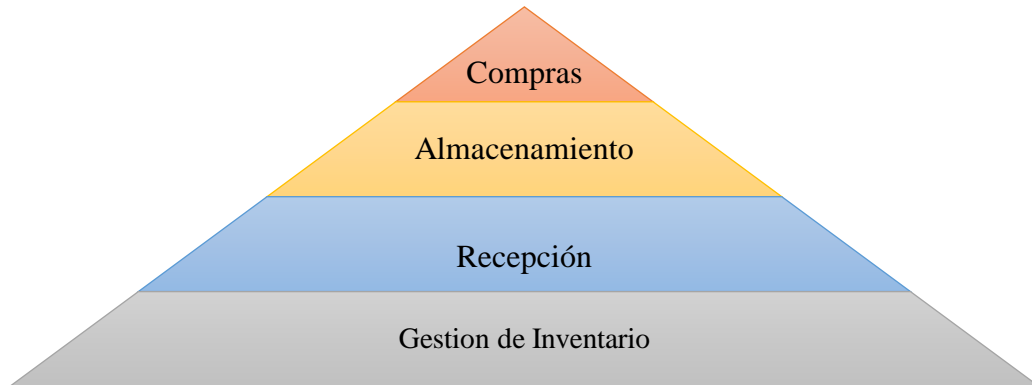 Compras
Almacenamiento
Recepción
Gestion de Inventario